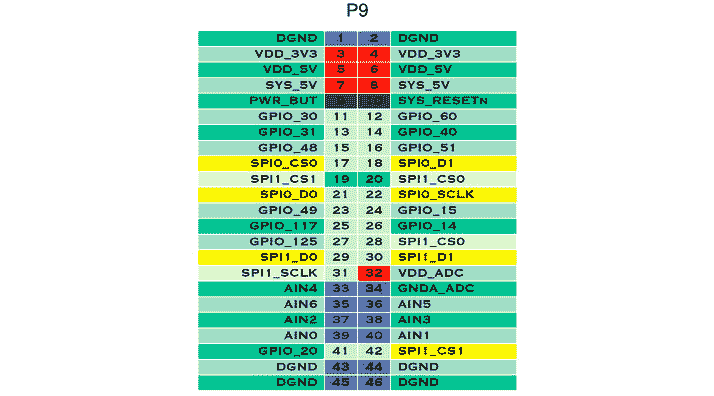 P9
DGND 1 2 DGND
VDD_3V3 3 4 VDD_3V3
VDD_5V 5 6 VDD_5V
SYS_5V 7 8 SYS_5V
PWR_BUT SYS_RESETn
GPIO_30 11 12 GPIO_60
GPIO_31 13 14 GPIO_40
GPIO_48 15 16 GPIO_51
SPI0_CS0 17 18 SPI0_D1
SPI1_CS1 19 20 SPI1_CS0
SPI0_D0 21 22 SPI0_SCLK
GPIO_49 23 24 GPIO_15
GPIO_117 25 26 GPIO_14
GPIO_125 27 28 SPI1_CS0
SPI1_D0 29 30 SPI1_D1
SPI1_SCLK 31 32 VDD_ADC
AIN4 33 34 GNDA_ADC
AIN6 35 36 AIN5
AIN2 37 38 AIN3
AIN0 39 40 AIN1
GPIO_20 41 42 SPI1_CS1
DGND 43 44 DGND
DGND 45 46 DGND